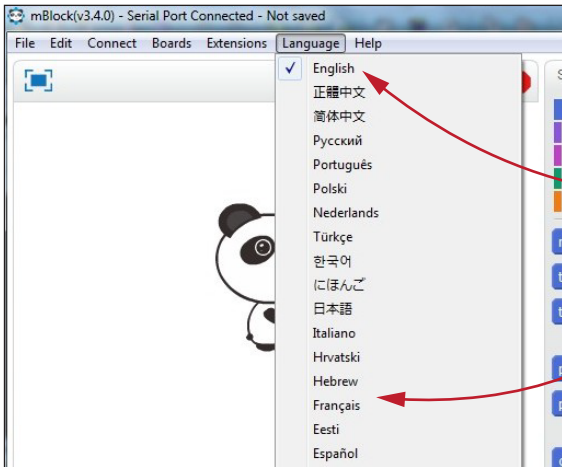 mBlock(v3.4.0) - Serial Port Connected - Not saved
File Edit Connect Boards Extensions Language Help
English
正體中文
简体中文
Русский
Português
Polski
Nederlands
Türkçe
한국어
にほんご
日本語
Italiano
Hrvatski
Hebrew
Français
Eesti
Español